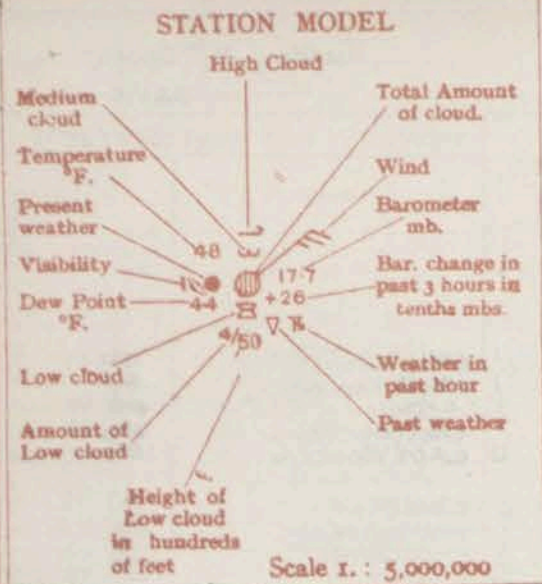 STATION MODEL
High Cloud
Medium
cloud
Total Amount
of cloud.
Temperature
°F.
Wind
Present
weather
Barometer
mb.
Visibility
Bar. change in
past 3 hours in
tenths mbs.
Dew Point
°F.
48
17.7
44
+26
4/50
Low cloud
Weather in
past hour
Amount of
Low cloud
Past weather
Height of
Low cloud
in hundreds
of feet
Scale 1. : 5,000,000